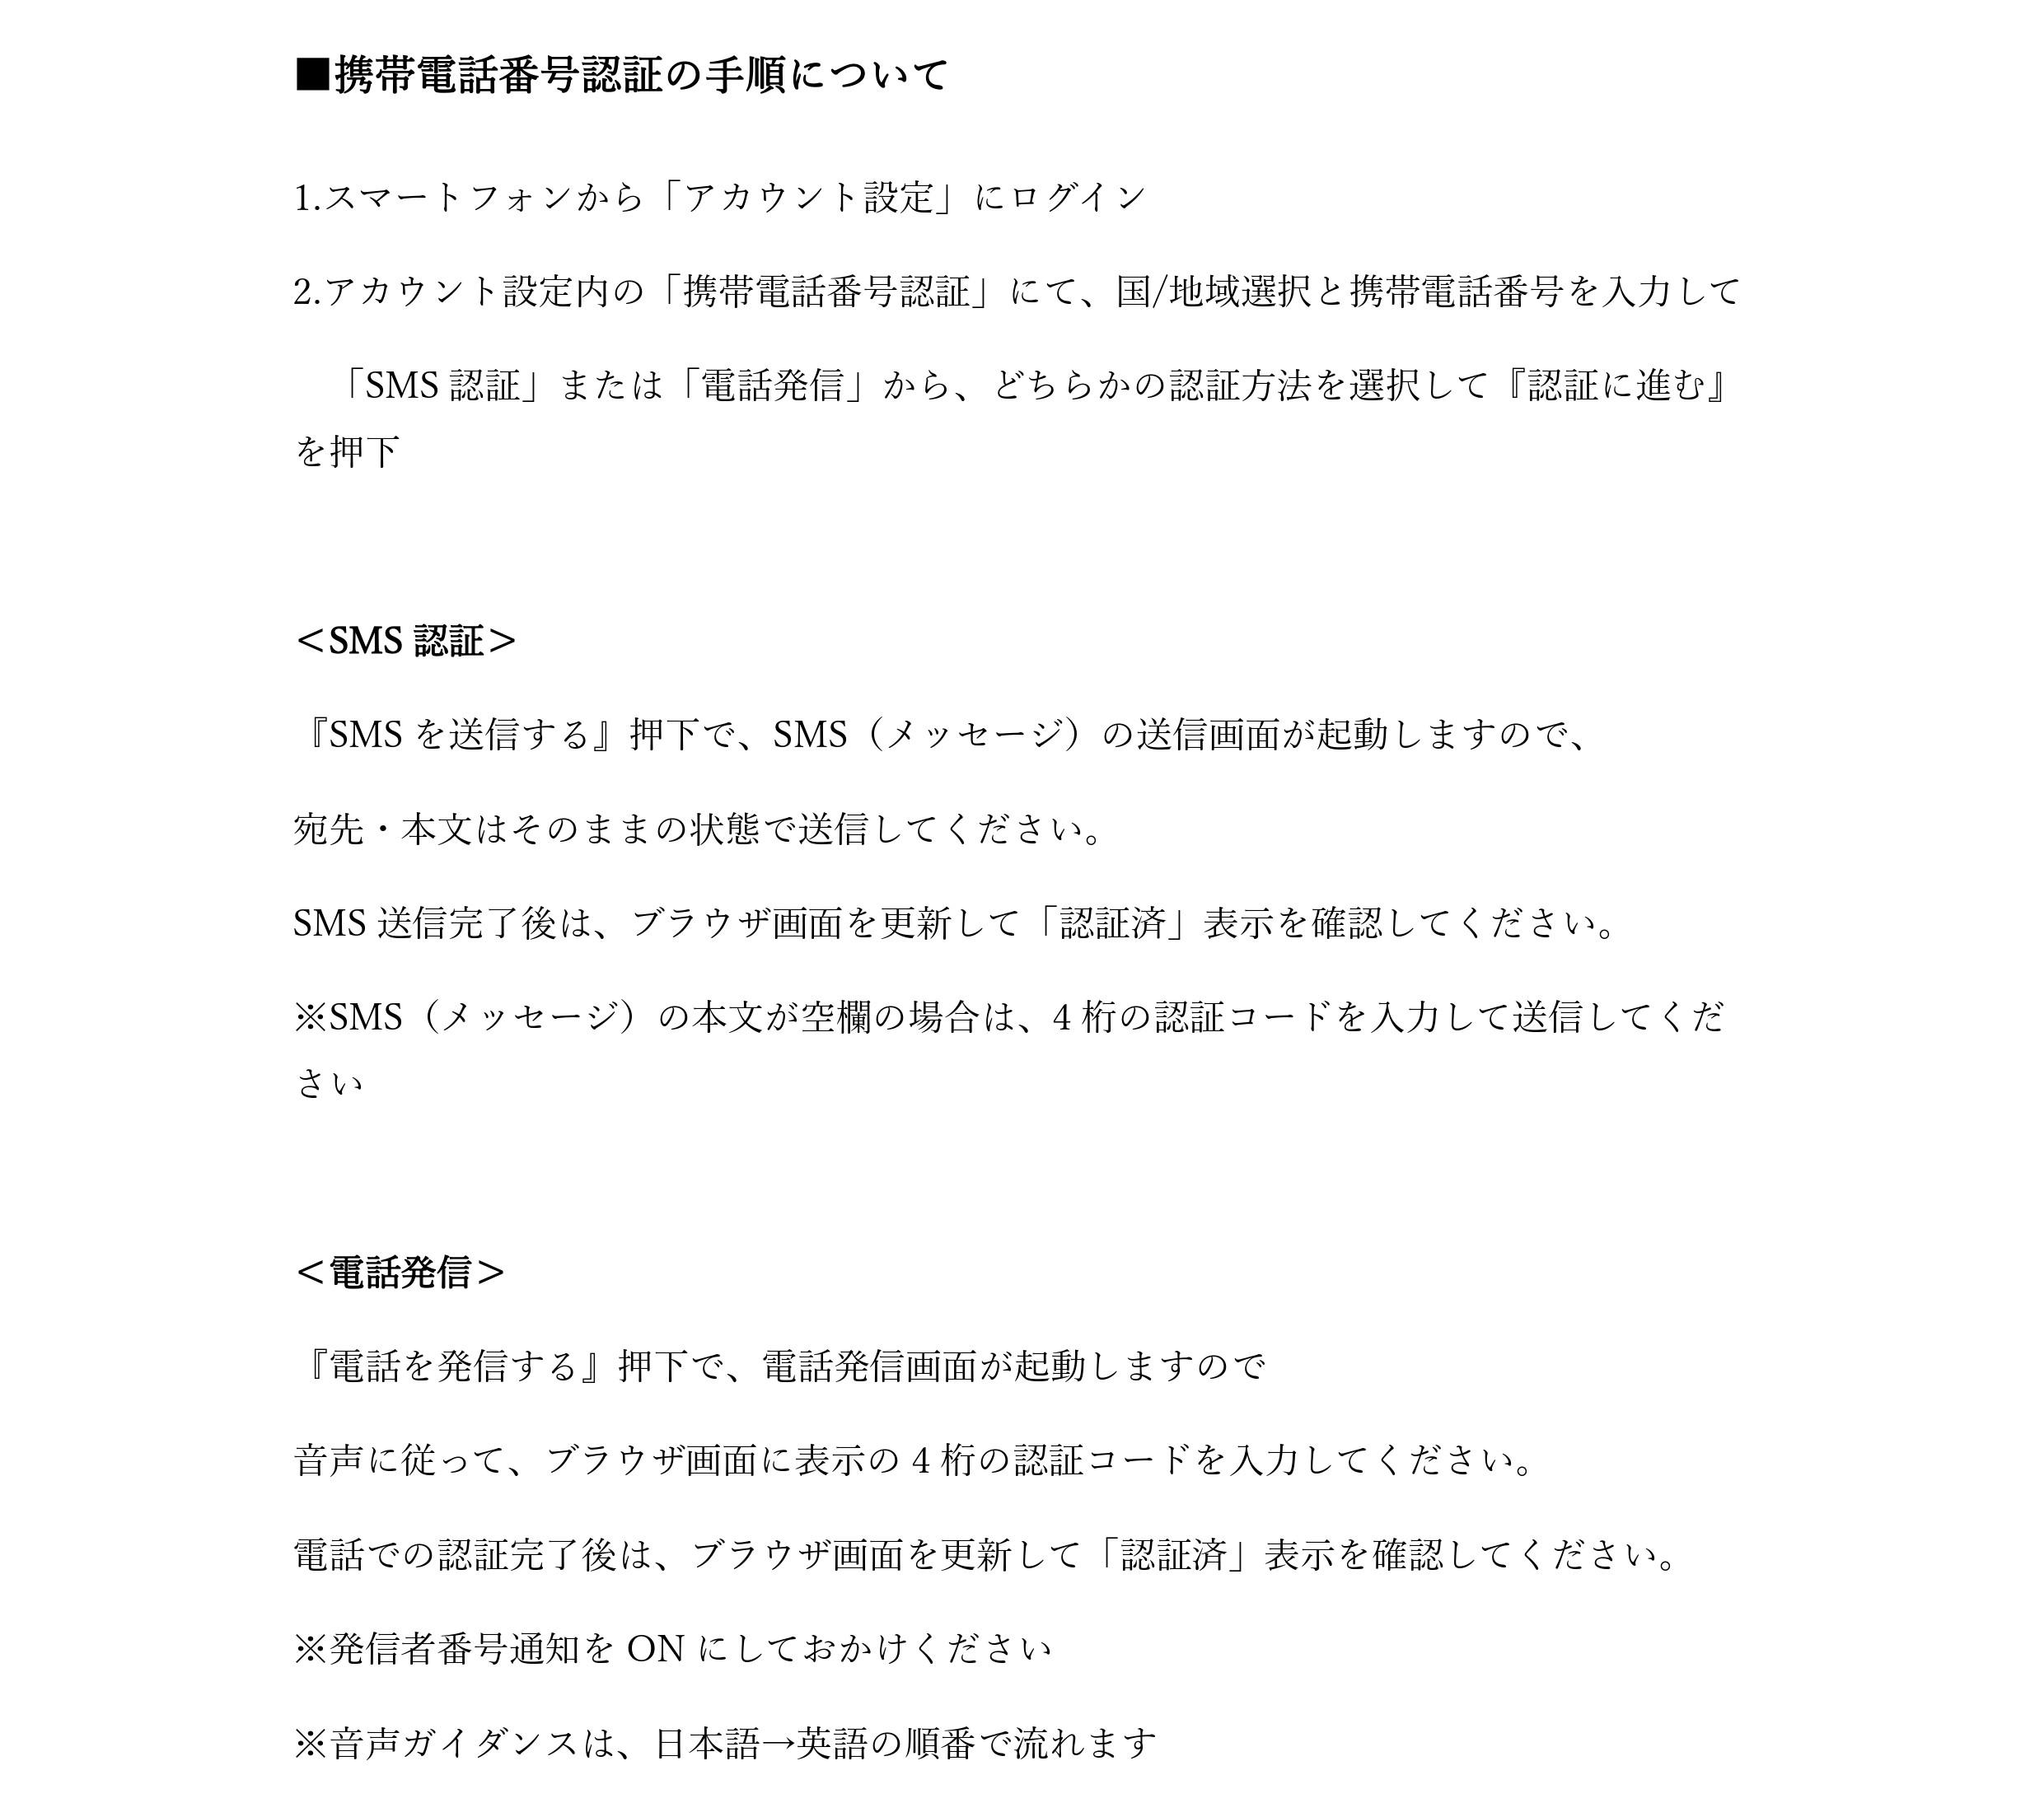 ■携帯電話番号認証の手順について
1.スマートフォンから「アカウント設定」にログイン
2.アカウント設定内の「携帯電話番号認証」にて、国/地域選択と携帯電話番号を入力して
「SMS 認証」または「電話発信」から、どちらかの認証方法を選択して『認証に進む』
を押下
＜SMS 認証＞
『SMS を送信する』押下で、SMS（メッセージ）の送信画面が起動しますので、
宛先・本文はそのままの状態で送信してください。
SMS 送信完了後は、ブラウザ画面を更新して「認証済」表示を確認してください。
※SMS（メッセージ）の本文が空欄の場合は、4 桁の認証コードを入力して送信してくだ
さい
＜電話発信＞
『電話を発信する』押下で、電話発信画面が起動しますので
音声に従って、ブラウザ画面に表示の 4 桁の認証コードを入力してください。
電話での認証完了後は、ブラウザ画面を更新して「認証済」表示を確認してください。
※発信者番号通知を ON にしておかけください
※音声ガイダンスは、日本語→英語の順番で流れます